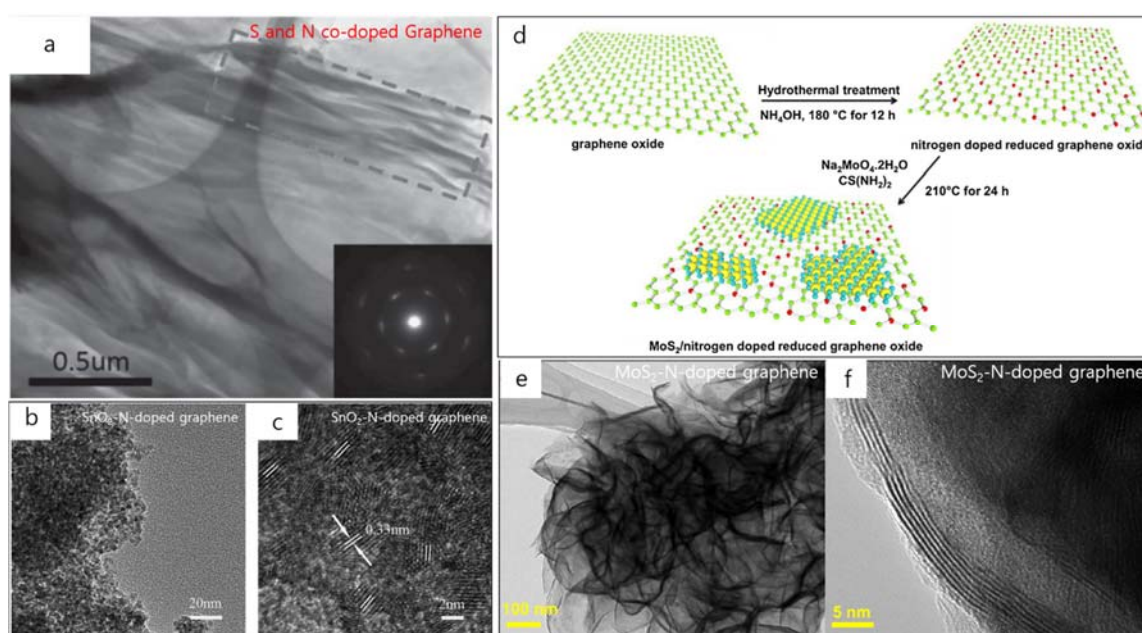 a
S and N co-doped Graphene
0.5um
b
SnO₂-N-doped graphene
20nm
c
SnO₂-N-doped graphene
0.33nm
2nm
d
Hydrothermal treatment
NH₄OH, 180 °C for 12 h
graphene oxide
nitrogen doped reduced graphene oxide
Na₂MoO₄.2H₂O
CS(NH₂)₂
210°C for 24 h
MoS₂/nitrogen doped reduced graphene oxide
e
MoS₂-N-doped graphene
100 nm
f
MoS₂-N-doped graphene
5 nm